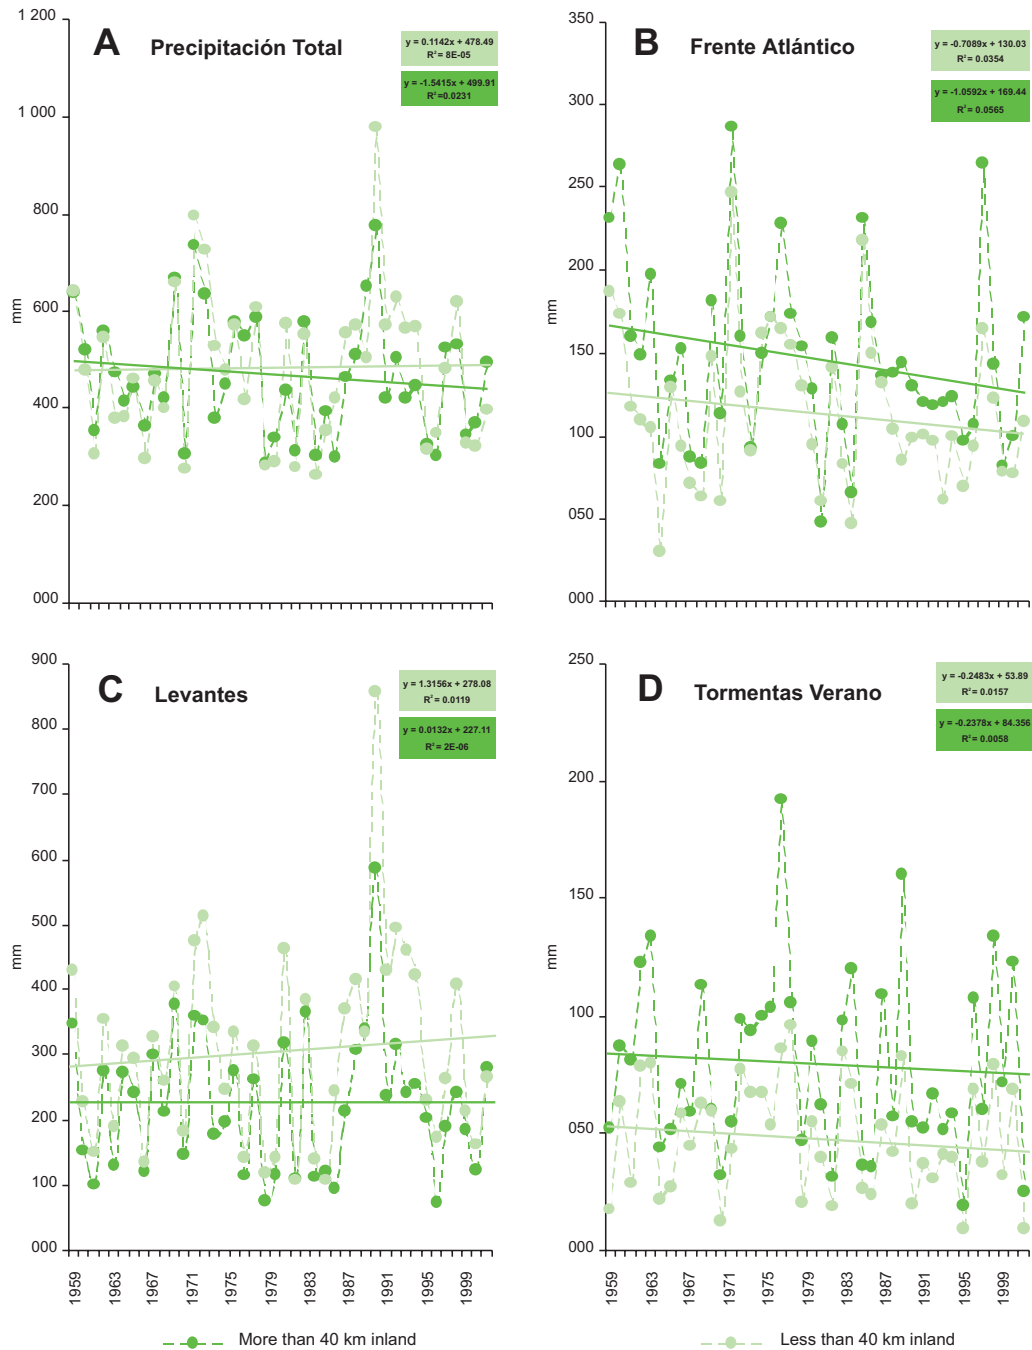 A Precipitación Total
y = 0.1142x + 478.49
R² = 8E-05
y = -1.5415x + 499.91
R² =0.0231
1 200
1 000
800
600
400
200
000
mm
B Frente Atlántico
y = -0.7089x + 130.03
R² = 0.0354
y = -1.0592x + 169.44
R² = 0.0565
350
300
250
200
150
100
050
000
mm
C Levantes
y = 1.3156x + 278.08
R² = 0.0119
y = 0.0132x + 227.11
R² = 2E-06
900
800
700
600
500
400
300
200
100
000
mm
1959
1963
1967
1971
1975
1979
1983
1987
1991
1995
1999
D Tormentas Verano
y = -0.2483x + 53.89
R² = 0.0157
y = -0.2378x + 84.356
R² = 0.0058
250
200
150
100
050
000
mm
1959
1963
1967
1971
1975
1979
1983
1987
1991
1995
1999
More than 40 km inland
Less than 40 km inland